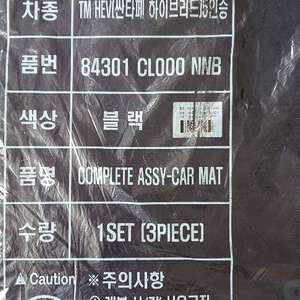 차종 TM HEV(싼타페 하이브리드)5인승
품번 84301 CL000 NNB
색상 블랙
품명 COMPLETE ASSY-CAR MAT
수량 1SET (3PIECE)
Caution ※주의사항